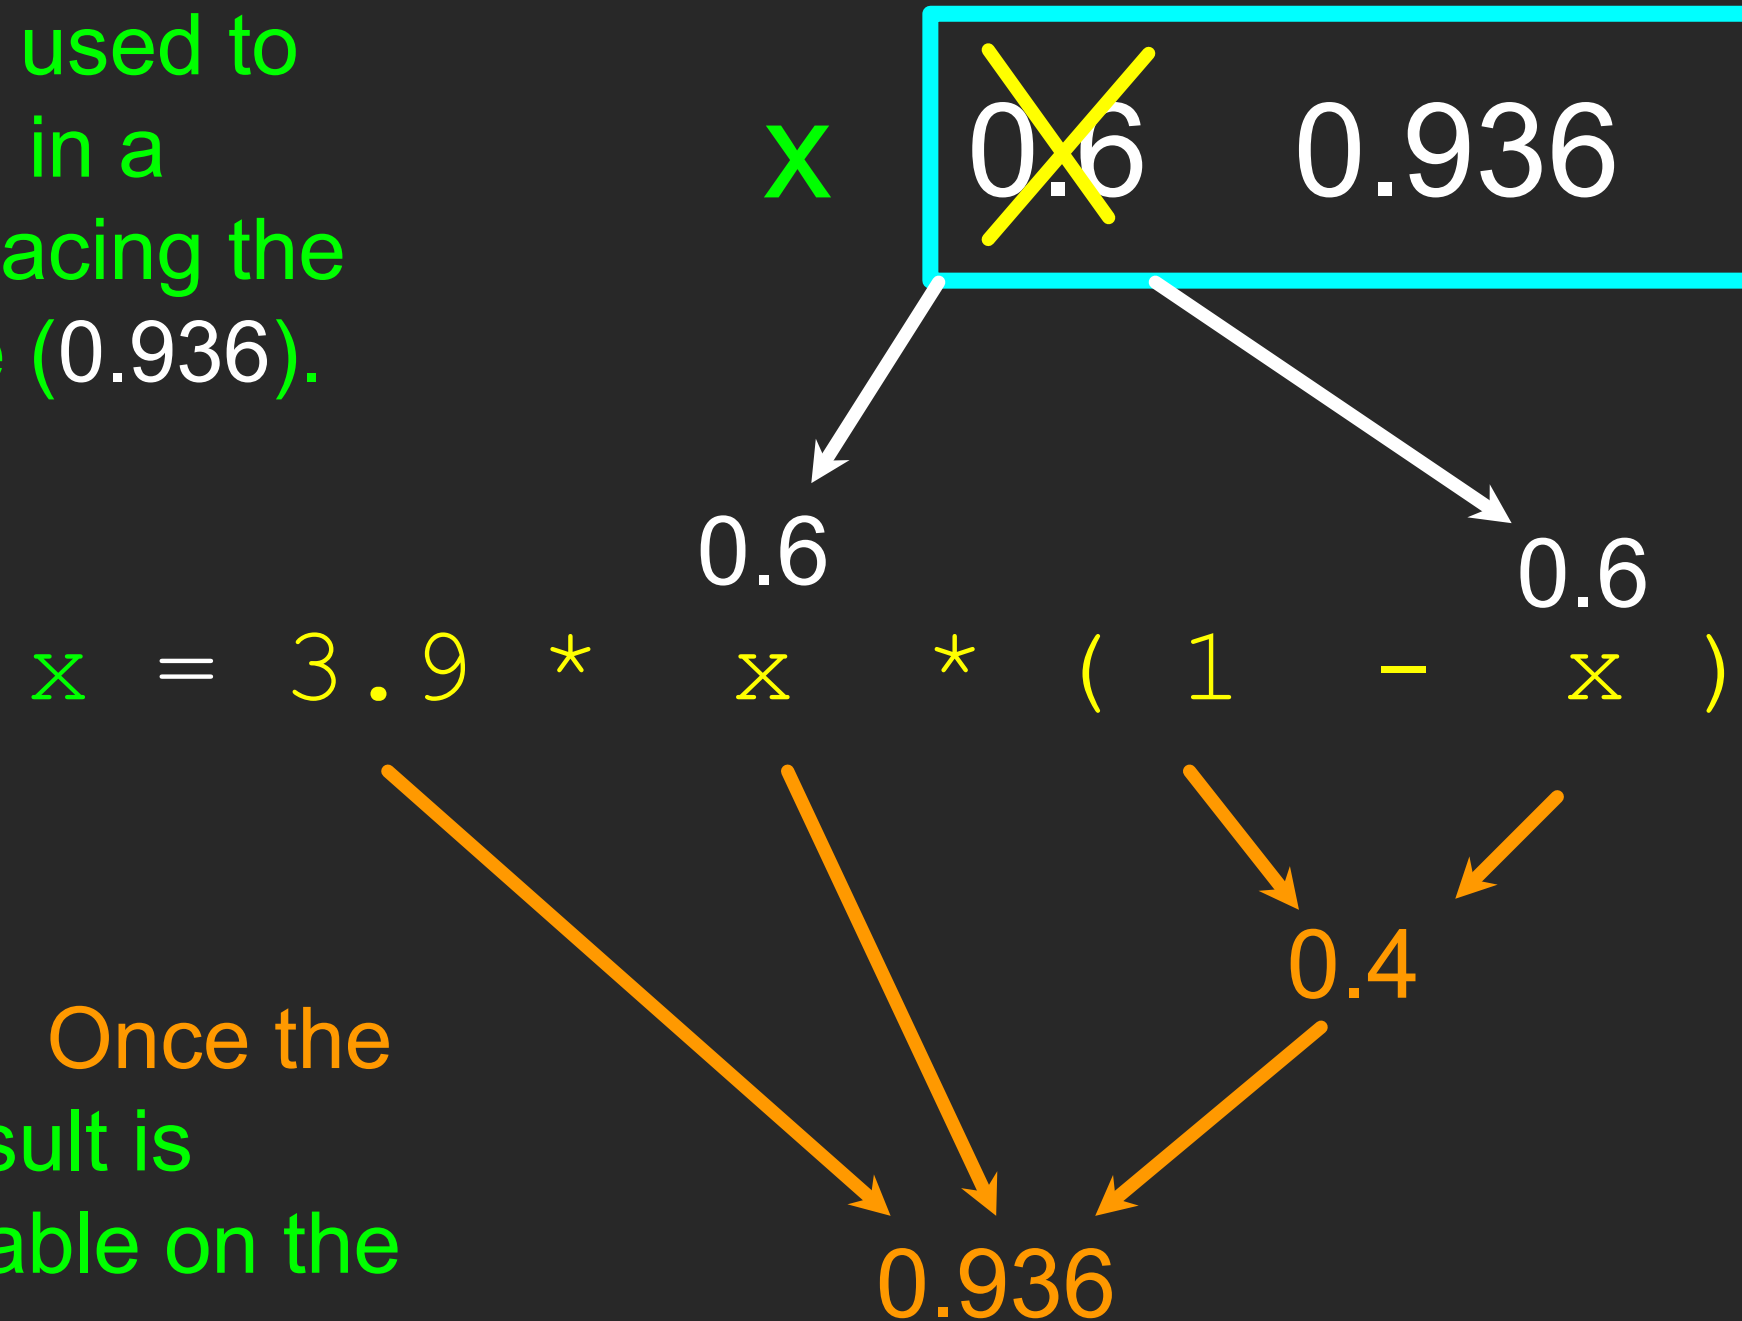 used to
in a
acing the
e (0.936).
x 0.6 0.936
0.6 0.6
x = 3.9 * x * ( 1 - x )
0.4
Once the
sult is
able on the
0.936